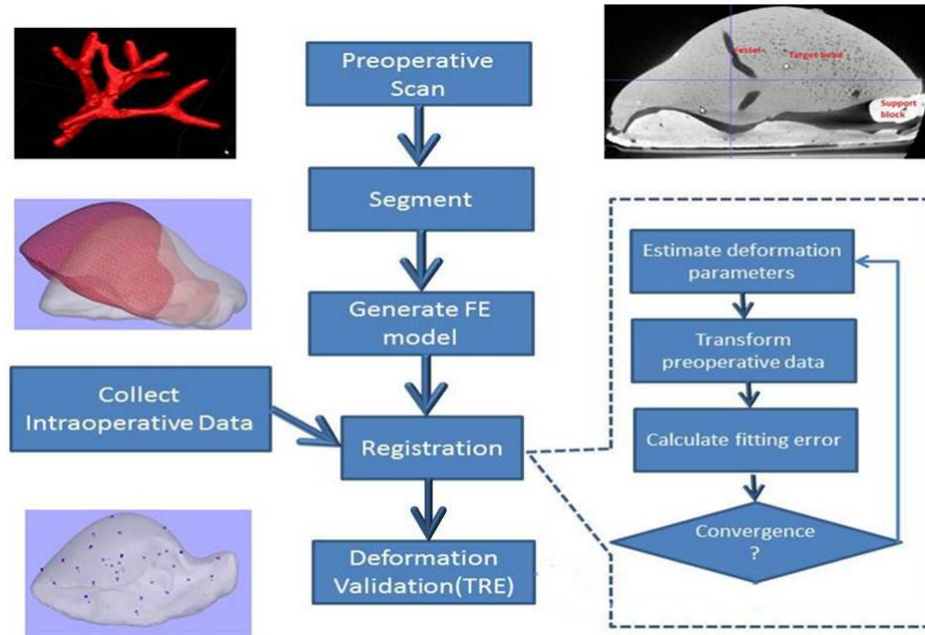 Preoperative
Scan
Segment
Generate FE
model
Collect
Intraoperative Data
Registration
Deformation
Validation(TRE)
Vessel
Target bead
Support
block
Estimate deformation
parameters
Transform
preoperative data
Calculate fitting error
Convergence
?